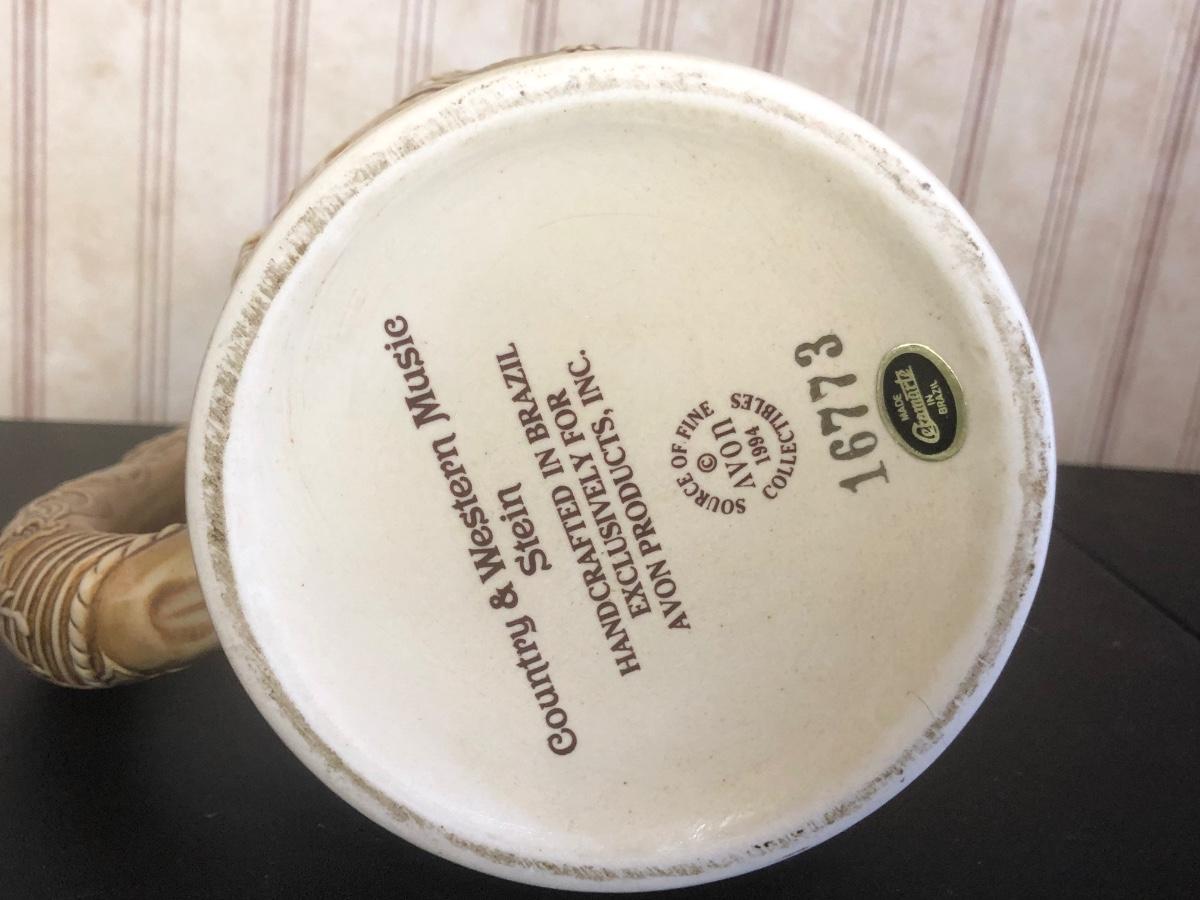 Country & Western Music
Stein
HANDCRAFTED IN BRAZIL
EXCLUSIVELY FOR
AVON PRODUCTS, INC.
SOURCE OF FINE COLLECTIBLES
©
AVON
1994
16773
MADE
Ceramarte
IN
BRAZIL